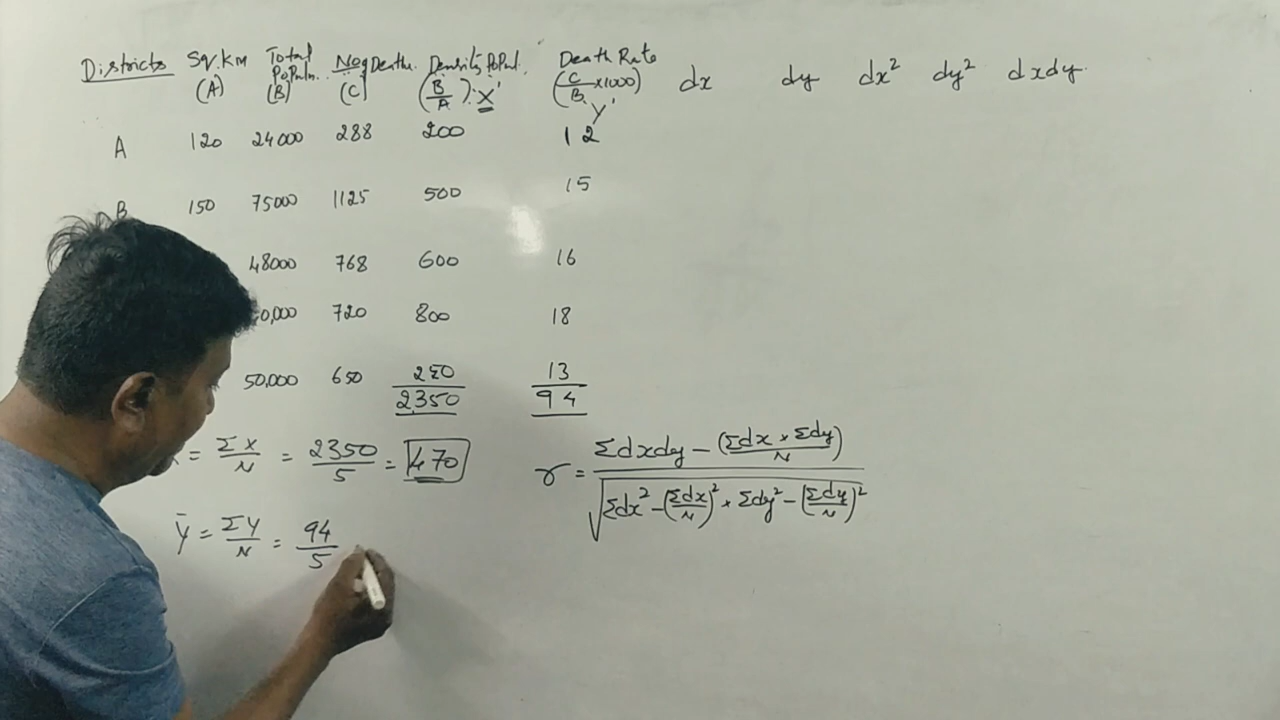 Districts Sq.Km Total Populn. No of Deaths Density Popul. Death Rate dx dy dx² dy² dxdy
(A) (B) (C) (B/A) 'X' (C/B x1000) 'Y'
A 120 24000 288 200 12
B 150 75000 1125 500 15
48000 768 600 16
0,000 720 800 18
50,000 650 250 13
2350 94
= ΣX/N = 2350/5 = 470
r = Σdxdy - (Σdx x Σdy)/N / √Σdx² - (Σdx/N)² x Σdy² - (Σdy/N)²
Ȳ = ΣY/N = 94/5